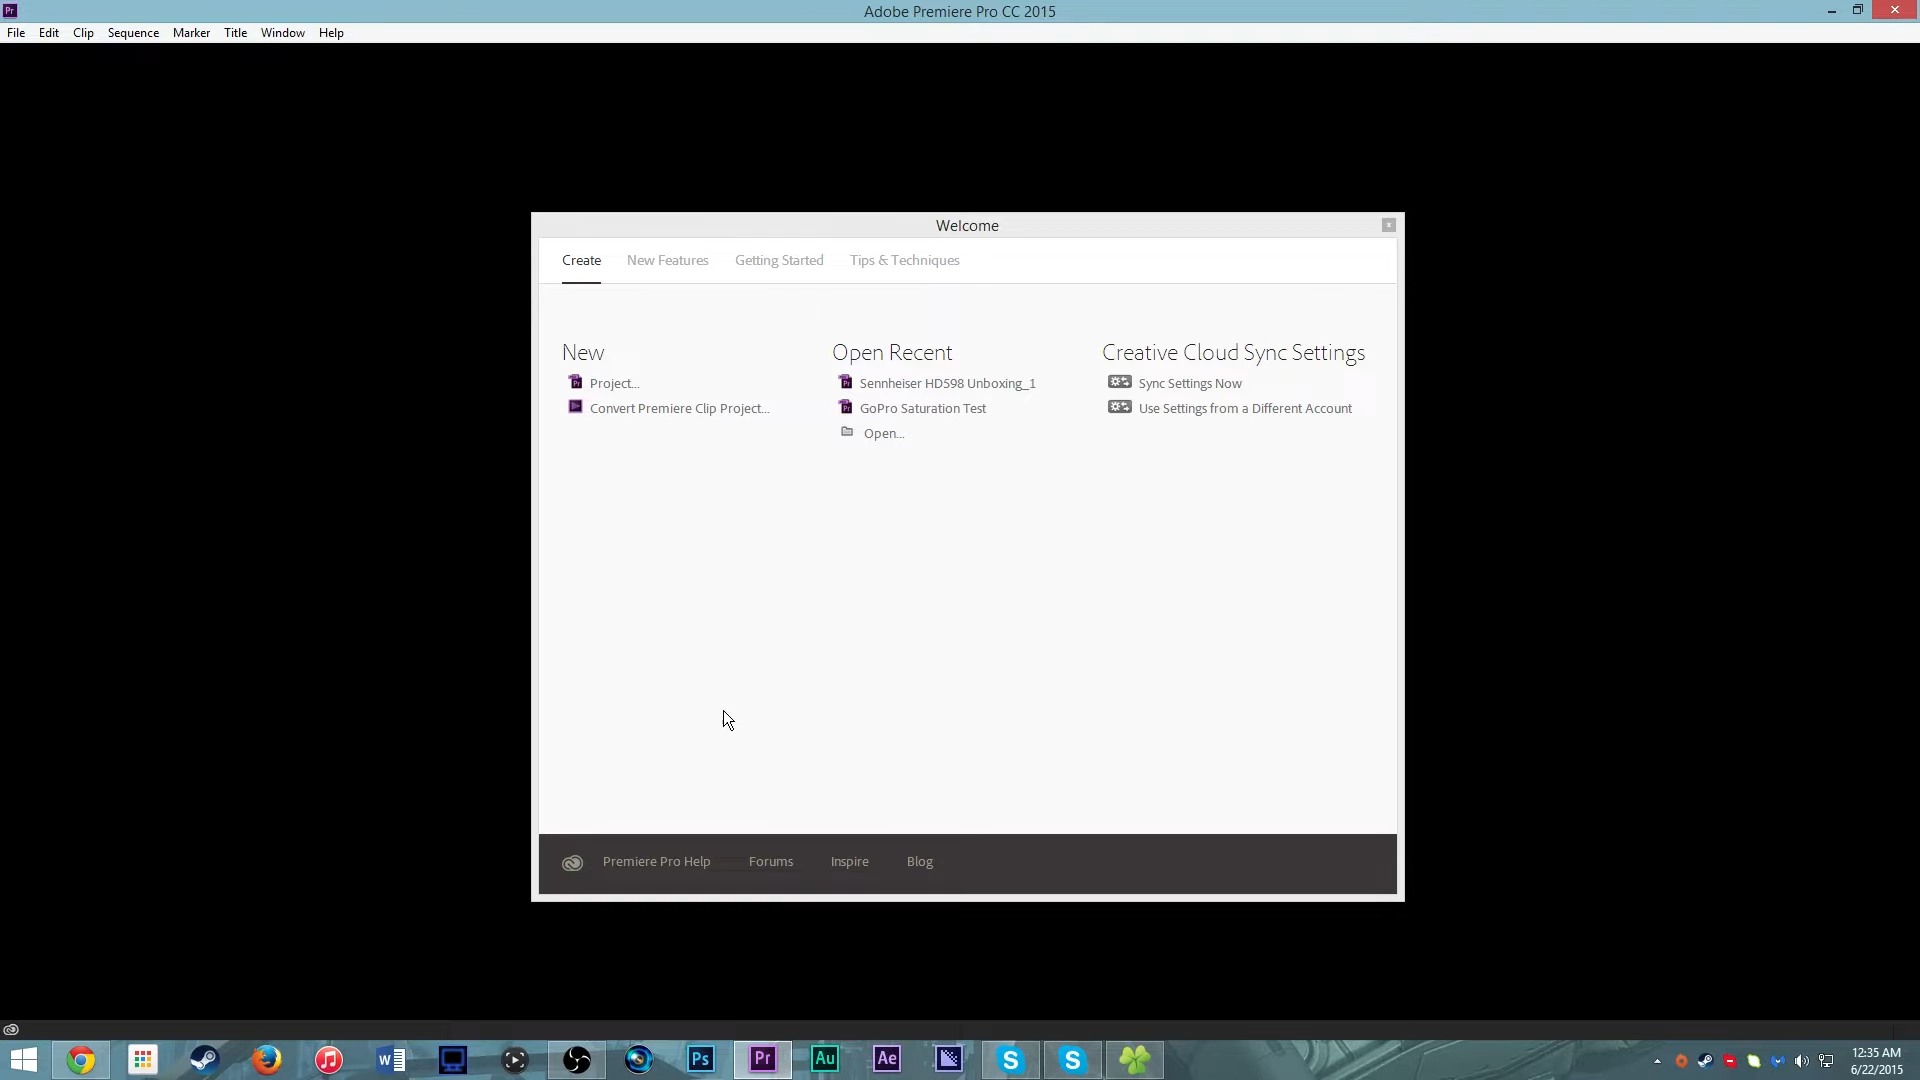 Pr
Adobe Premiere Pro CC 2015
File Edit Clip Sequence Marker Title Window Help
Welcome
x
Create New Features Getting Started Tips & Techniques
New Open Recent Creative Cloud Sync Settings
Project... Sennheiser HD598 Unboxing_1 Sync Settings Now
Convert Premiere Clip Project... GoPro Saturation Test Use Settings from a Different Account
Open...
Premiere Pro Help Forums Inspire Blog
W Ps Pr Au Ae S S
12:35 AM
6/22/2015